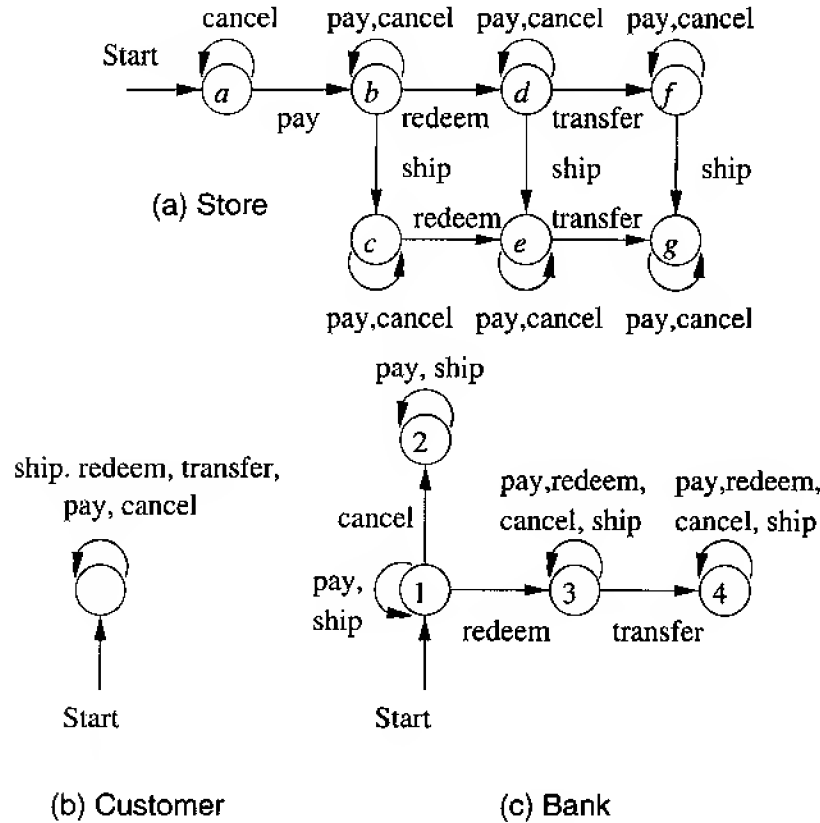 cancel pay,cancel pay,cancel pay,cancel
Start
a b d f
pay redeem transfer
ship ship ship
(a) Store
redeem transfer
c e g
pay,cancel pay,cancel pay,cancel
pay, ship
2
ship. redeem, transfer,
pay, cancel
pay,redeem, pay,redeem,
cancel, ship cancel, ship
cancel
pay,
ship
1 3 4
redeem transfer
Start Start
(b) Customer (c) Bank